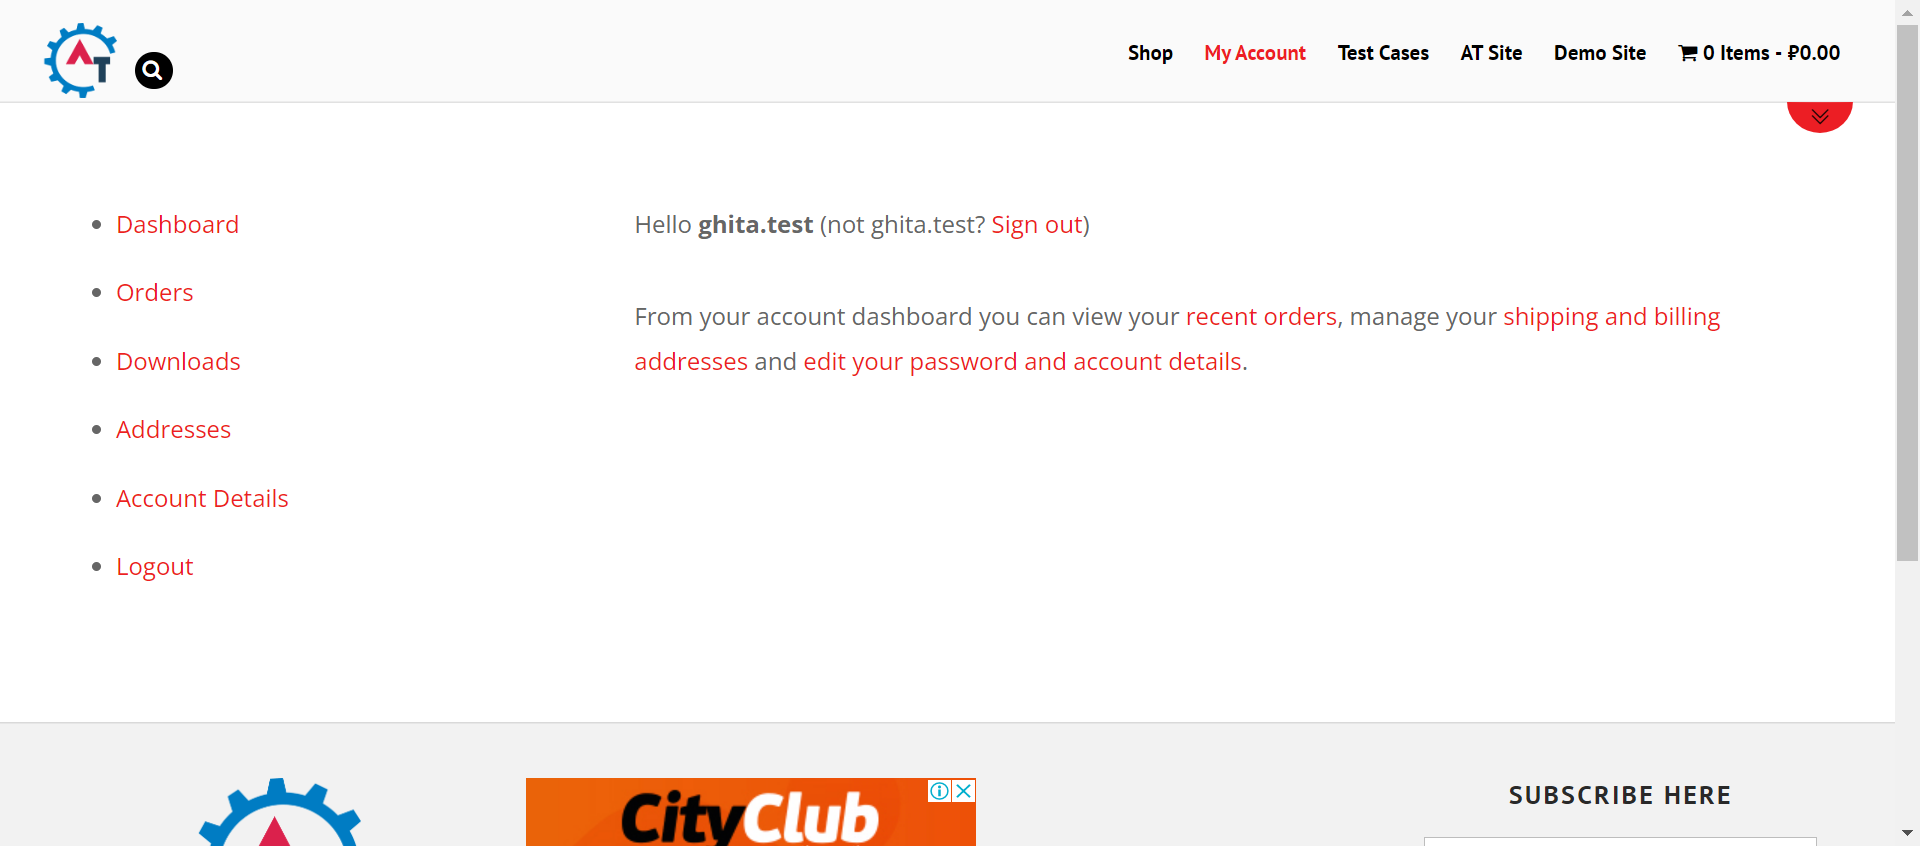 AT
Shop My Account Test Cases AT Site Demo Site 0 Items - ₽0.00
Dashboard
Orders
Downloads
Addresses
Account Details
Logout
Hello ghita.test (not ghita.test? Sign out)
From your account dashboard you can view your recent orders, manage your shipping and billing
addresses and edit your password and account details.
CityClub
SUBSCRIBE HERE